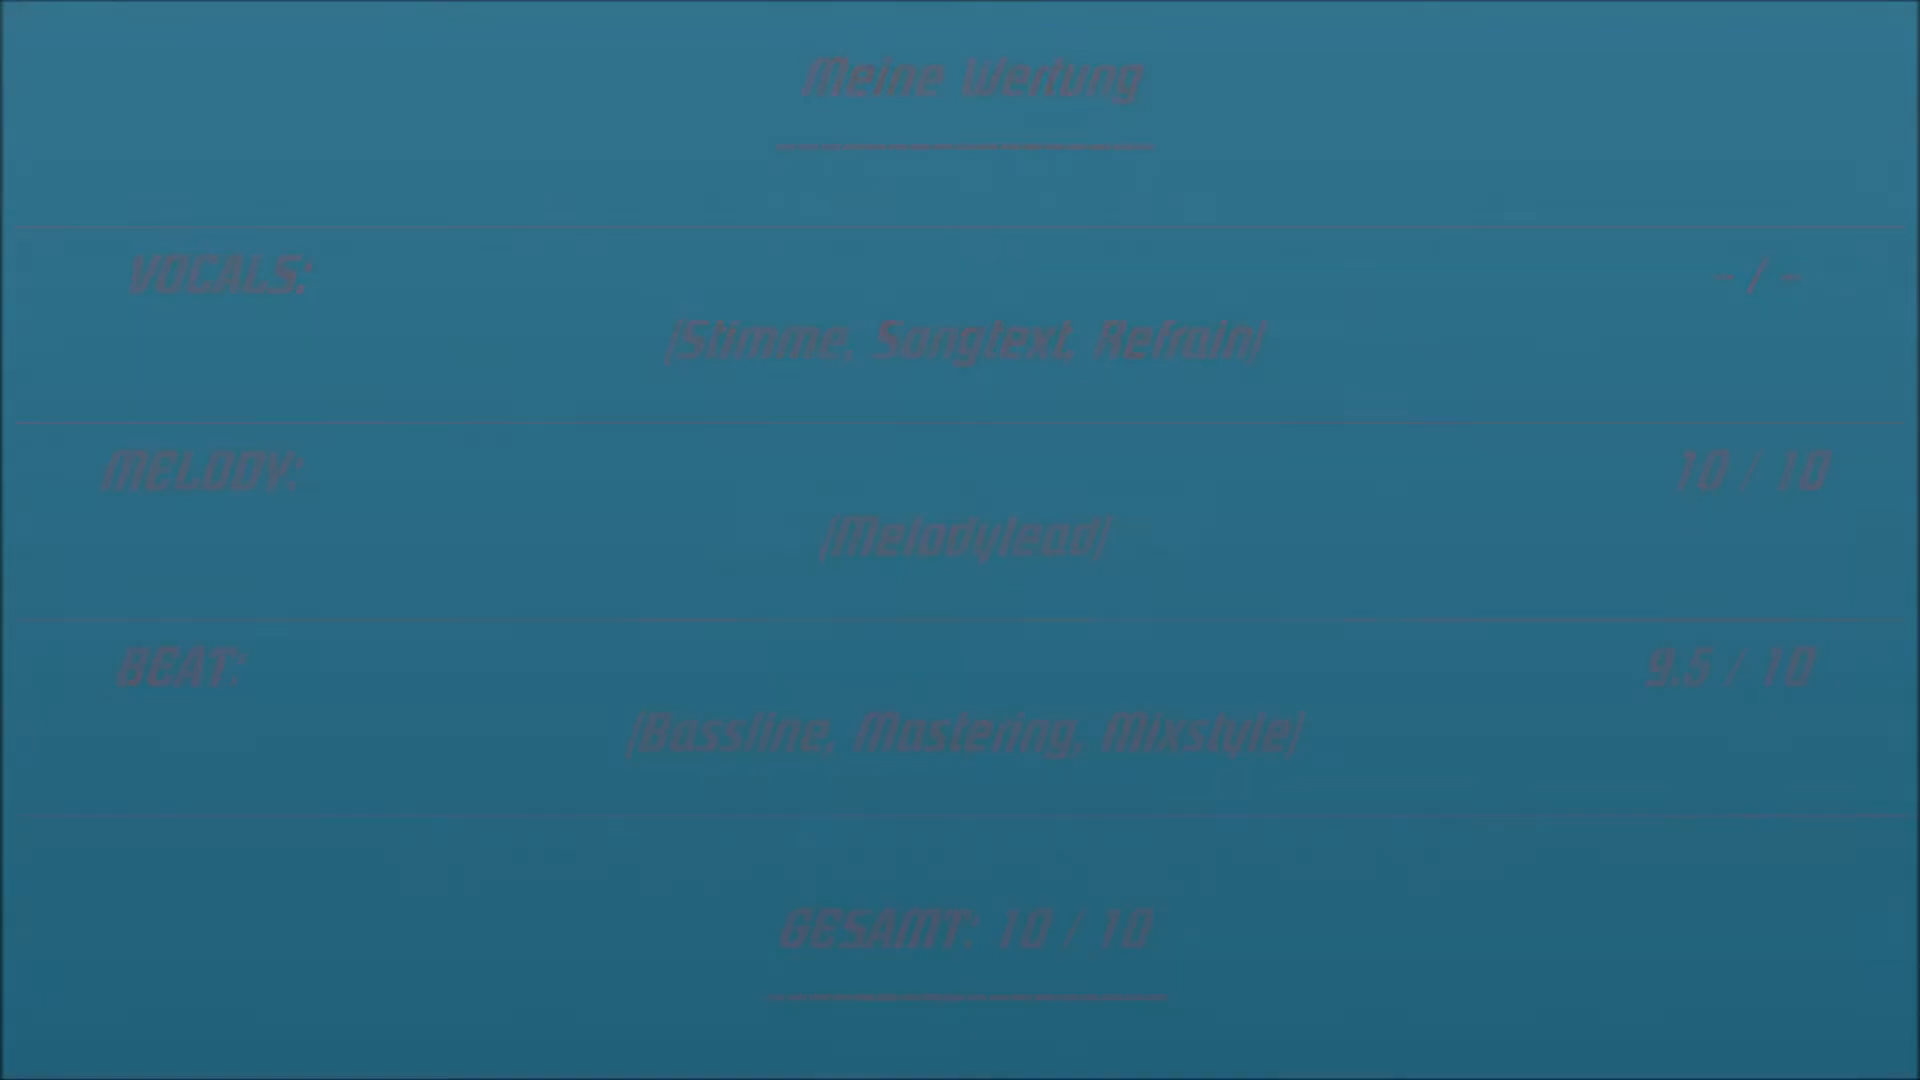 Meine Wertung
VOCALS: - / -
(Stimme, Songtext, Refrain)
MELODY: 10 / 10
(Melodylead)
BEAT: 9.5 / 10
(Bassline, Mastering, Mixstyle)
GESAMT: 10 / 10